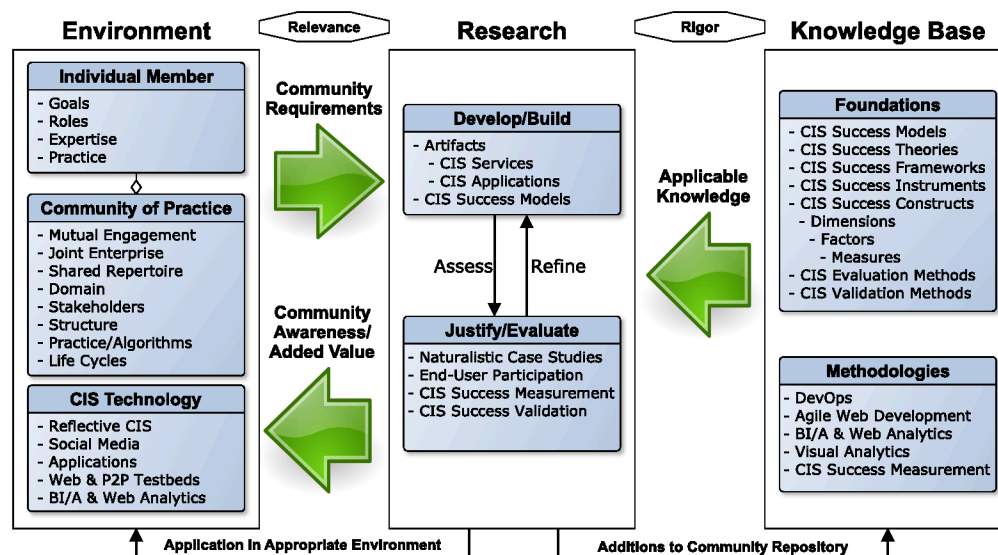 Environment
Relevance
Research
Rigor
Knowledge Base
Individual Member
- Goals
- Roles
- Expertise
- Practice
Community of Practice
- Mutual Engagement
- Joint Enterprise
- Shared Repertoire
- Domain
- Stakeholders
- Structure
- Practice/Algorithms
- Life Cycles
CIS Technology
- Reflective CIS
- Social Media
- Applications
- Web & P2P Testbeds
- BI/A & Web Analytics
Community
Requirements
Community
Awareness/
Added Value
Develop/Build
- Artifacts
- CIS Services
- CIS Applications
- CIS Success Models
Assess
Refine
Justify/Evaluate
- Naturalistic Case Studies
- End-User Participation
- CIS Success Measurement
- CIS Success Validation
Applicable
Knowledge
Foundations
- CIS Success Models
- CIS Success Theories
- CIS Success Frameworks
- CIS Success Instruments
- CIS Success Constructs
- Dimensions
- Factors
- Measures
- CIS Evaluation Methods
- CIS Validation Methods
Methodologies
- DevOps
- Agile Web Development
- BI/A & Web Analytics
- Visual Analytics
- CIS Success Measurement
Application in Appropriate Environment
Additions to Community Repository